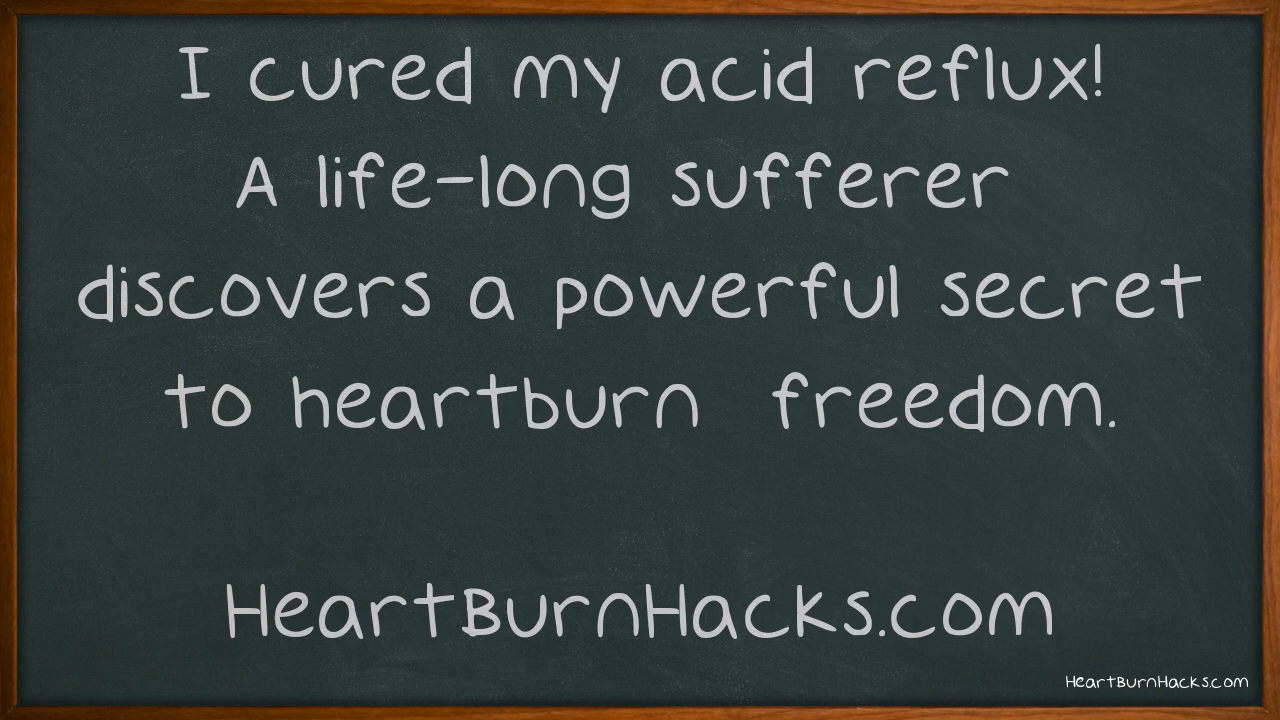 I cured my acid reflux!
A life-long sufferer
discovers a powerful secret
to heartburn freedom.
HeartBurnHacks.com
HeartBurnHacks.com